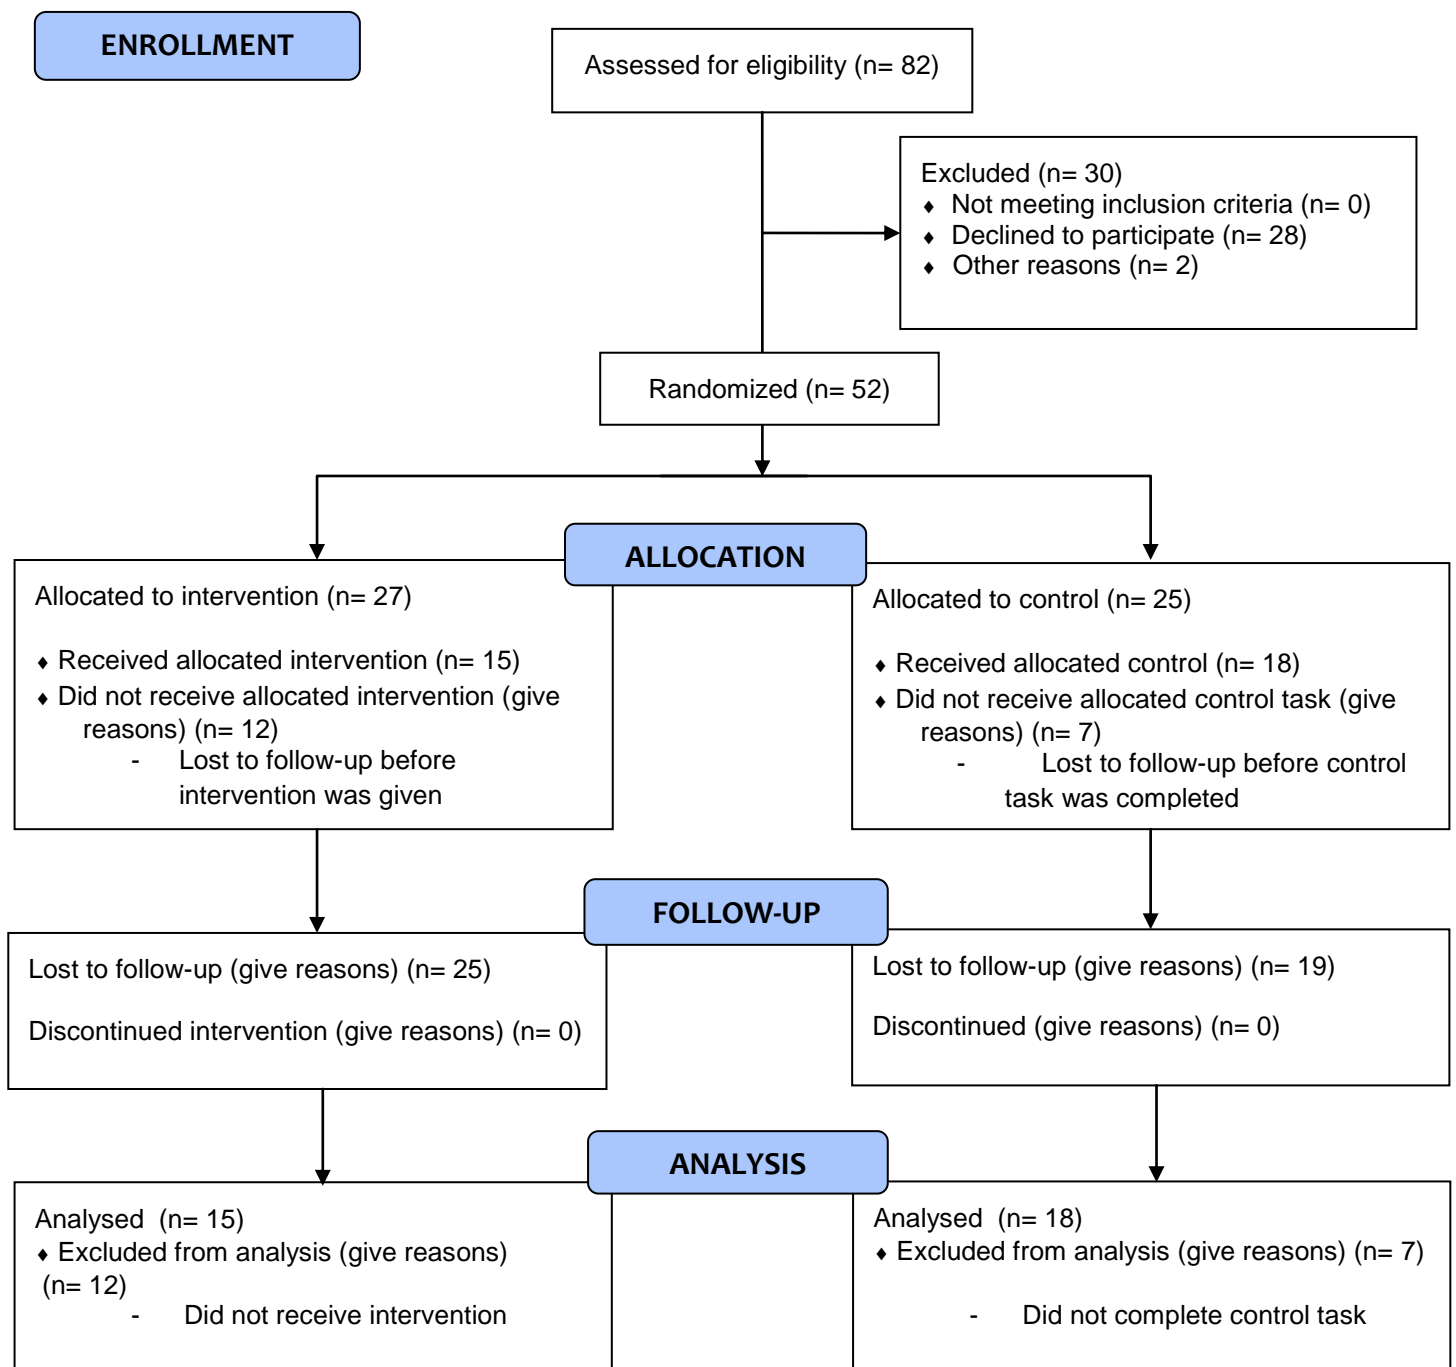 ENROLLMENT
Assessed for eligibility (n= 82)
Excluded (n= 30)
♦ Not meeting inclusion criteria (n= 0)
♦ Declined to participate (n= 28)
♦ Other reasons (n= 2)
Randomized (n= 52)
ALLOCATION
Allocated to intervention (n= 27)
♦ Received allocated intervention (n= 15)
♦ Did not receive allocated intervention (give
reasons) (n= 12)
- Lost to follow-up before
intervention was given
Allocated to control (n= 25)
♦ Received allocated control (n= 18)
♦ Did not receive allocated control task (give
reasons) (n= 7)
- Lost to follow-up before control
task was completed
FOLLOW-UP
Lost to follow-up (give reasons) (n= 25)
Discontinued intervention (give reasons) (n= 0)
Lost to follow-up (give reasons) (n= 19)
Discontinued (give reasons) (n= 0)
ANALYSIS
Analysed (n= 15)
♦ Excluded from analysis (give reasons)
(n= 12)
- Did not receive intervention
Analysed (n= 18)
♦ Excluded from analysis (give reasons) (n= 7)
- Did not complete control task